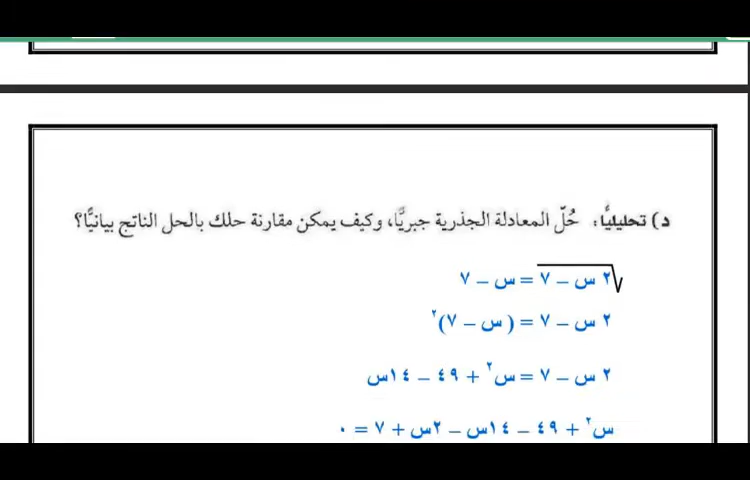 د) تحليليًّا: حُلّ المعادلة الجذرية جبريًّا، وكيف يمكن مقارنة حلك بالحل الناتج بيانيًّا؟
√٢ س – ٧ = س – ٧
٢ س – ٧ = (س – ٧)٢
٢ س – ٧ = س٢ + ٤٩ – ١٤س
س٢ + ٤٩ – ١٤س – ٢س + ٧ = ٠